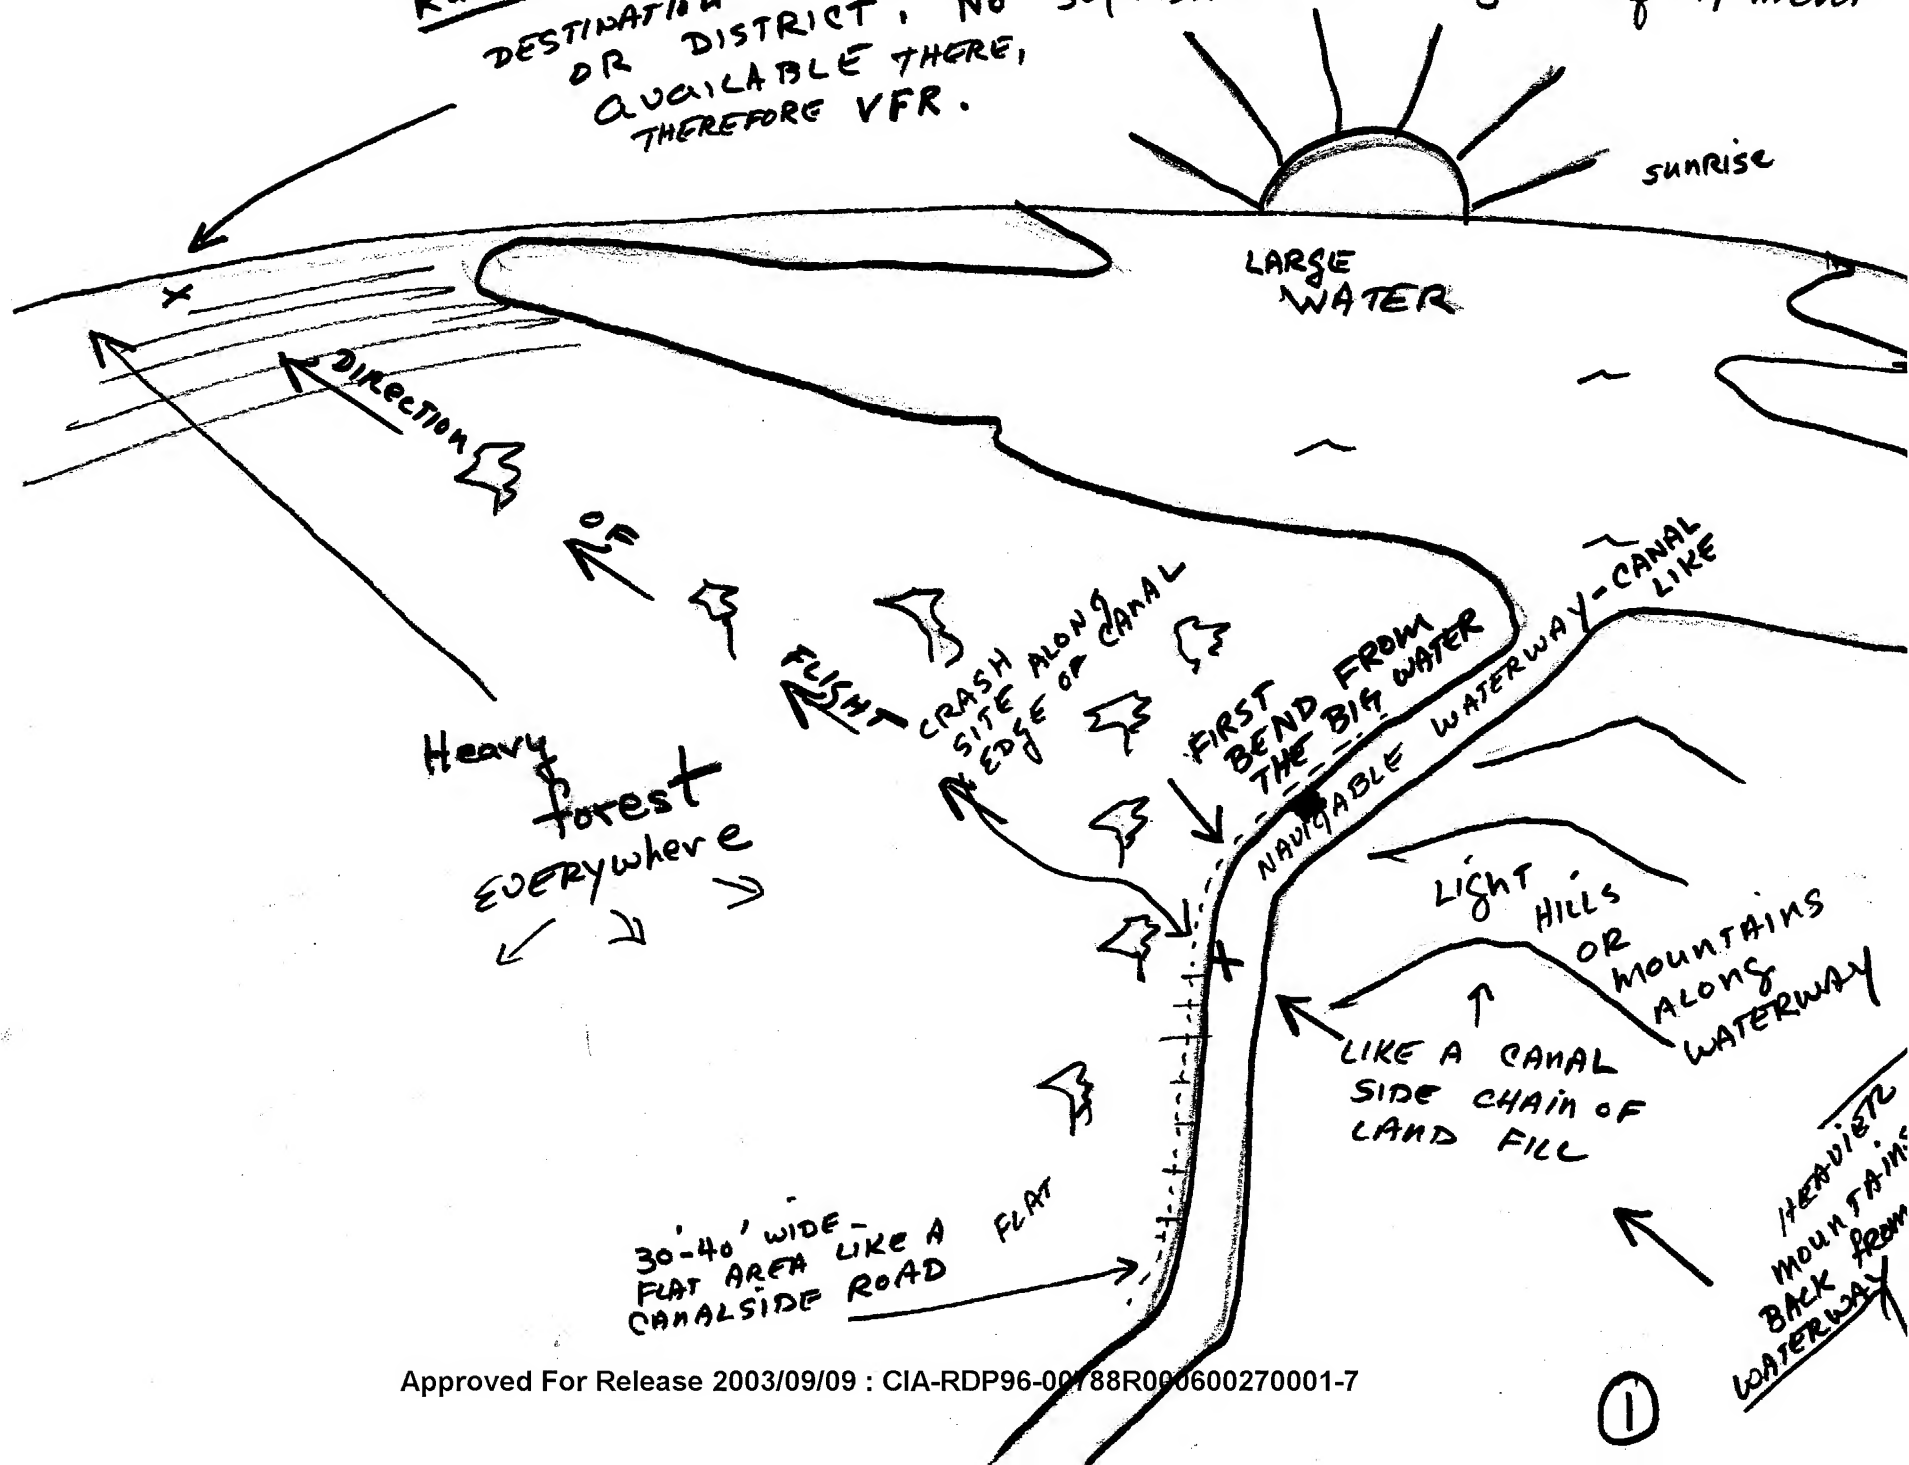 DESTINATION
OR DISTRICT. No
AVAILABLE THERE,
THEREFORE VFR.
sunrise
LARGE
WATER
DIRECTION
OF
FLIGHT
CRASH
SITE ALONG
EDGE OF CANAL
FIRST
BEND FROM
THE BIG WATER
NAVIGABLE WATERWAY-CANAL
LIKE
Heavy
forest
EVERYwhere
Light
HILLS
OR
MOUNTAINS
ALONG
WATERWAY
LIKE A CANAL
SIDE CHAIN OF
LAND FILL
HEAVIER
MOUNTAINS
BACK FROM
WATERWAY
FLAT
30'-40' WIDE-
FLAT AREA LIKE A
CANALSIDE ROAD
Approved For Release 2003/09/09 : CIA-RDP96-00788R000600270001-7
1